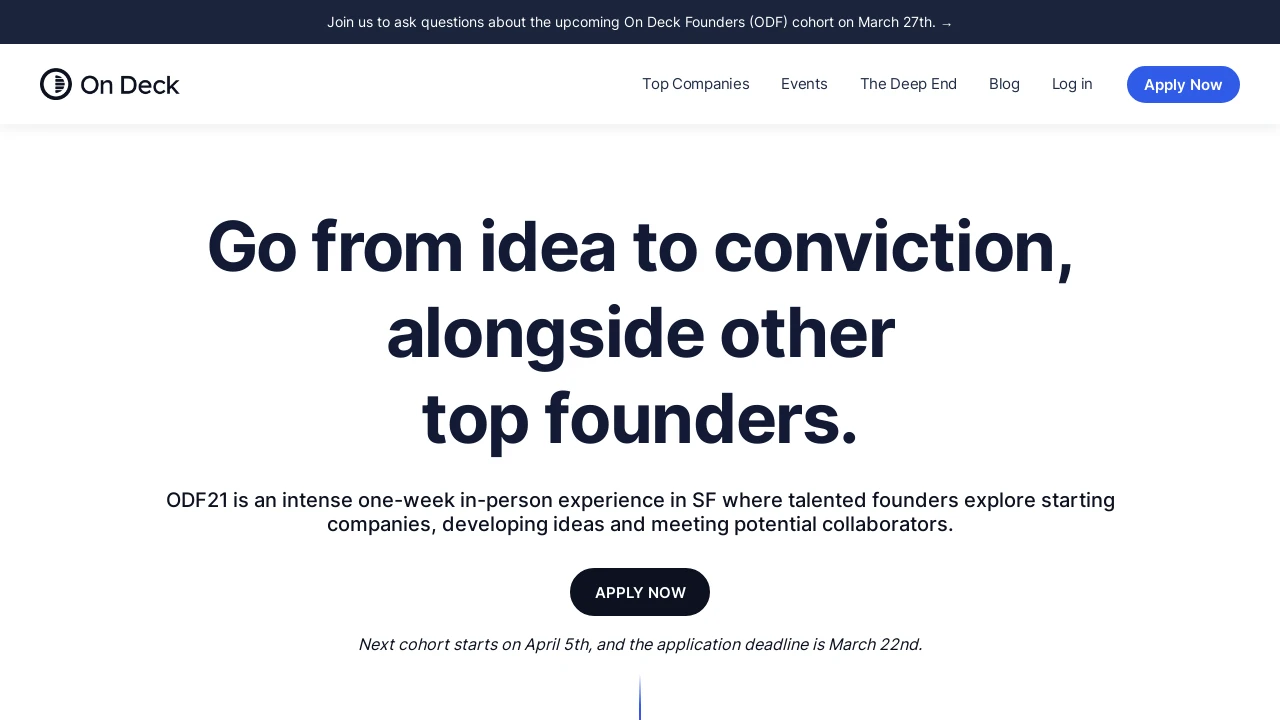 Join us to ask questions about the upcoming On Deck Founders (ODF) cohort on March 27th. →
On Deck
Top Companies
Events
The Deep End
Blog
Log in
Apply Now
Go from idea to conviction,
alongside other
top founders.
ODF21 is an intense one-week in-person experience in SF where talented founders explore starting
companies, developing ideas and meeting potential collaborators.
APPLY NOW
Next cohort starts on April 5th, and the application deadline is March 22nd.